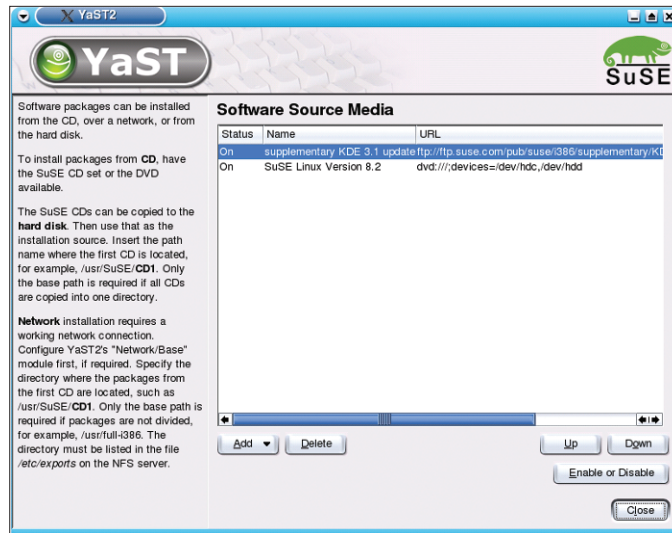 YaST2
YaST
SuSE
Software packages can be installed
from the CD, over a network, or from
the hard disk.
To install packages from CD, have
the SuSE CD set or the DVD
available.
The SuSE CDs can be copied to the
hard disk. Then use that as the
installation source. Insert the path
name where the first CD is located,
for example, /usr/SuSE/CD1. Only
the base path is required if all CDs
are copied into one directory.
Network installation requires a
working network connection.
Configure YaST2's "Network/Base"
module first, if required. Specify the
directory where the packages from
the first CD are located, such as
/usr/SuSE/CD1. Only the base path is
required if packages are not divided,
for example, /usr/full-i386. The
directory must be listed in the file
/etc/exports on the NFS server.
Software Source Media
Status Name URL
On supplementary KDE 3.1 update ftp://ftp.suse.com/pub/suse/i386/supplementary/KD
On SuSE Linux Version 8.2 dvd:///;devices=/dev/hdc,/dev/hdd
Add Delete Up Down
Enable or Disable
Close